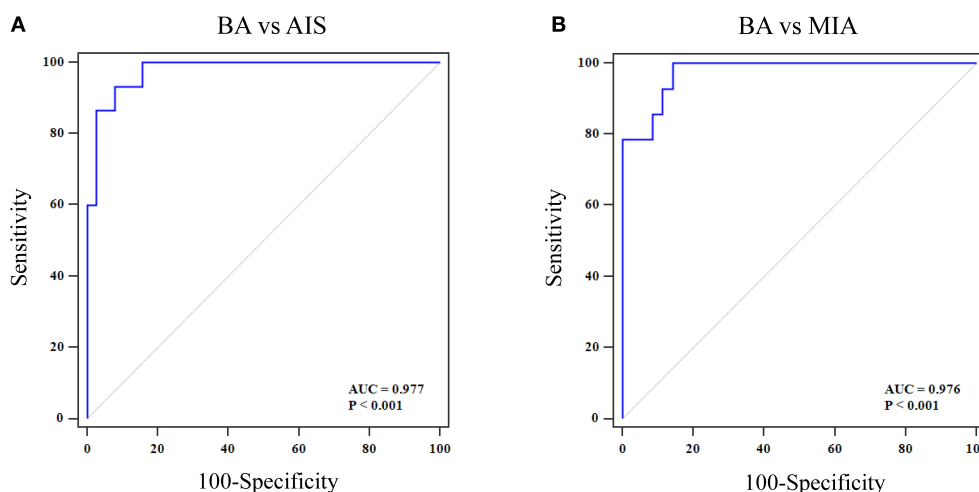 A
BA vs AIS
100
80
60
40
20
0
Sensitivity
AUC = 0.977
P < 0.001
0 20 40 60 80 100
100-Specificity
B
BA vs MIA
100
80
60
40
20
0
Sensitivity
AUC = 0.976
P < 0.001
0 20 40 60 80 10
100-Specificity